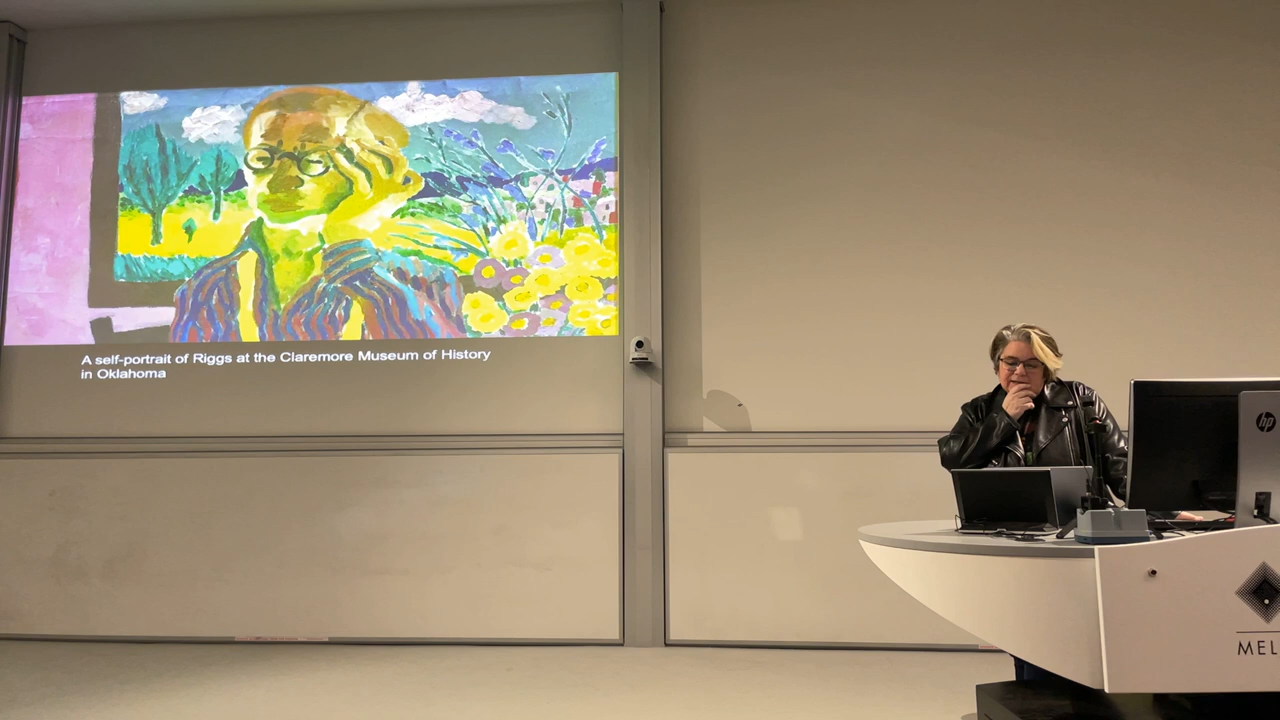 A self-portrait of Riggs at the Claremore Museum of History
in Oklahoma
hp
MEL